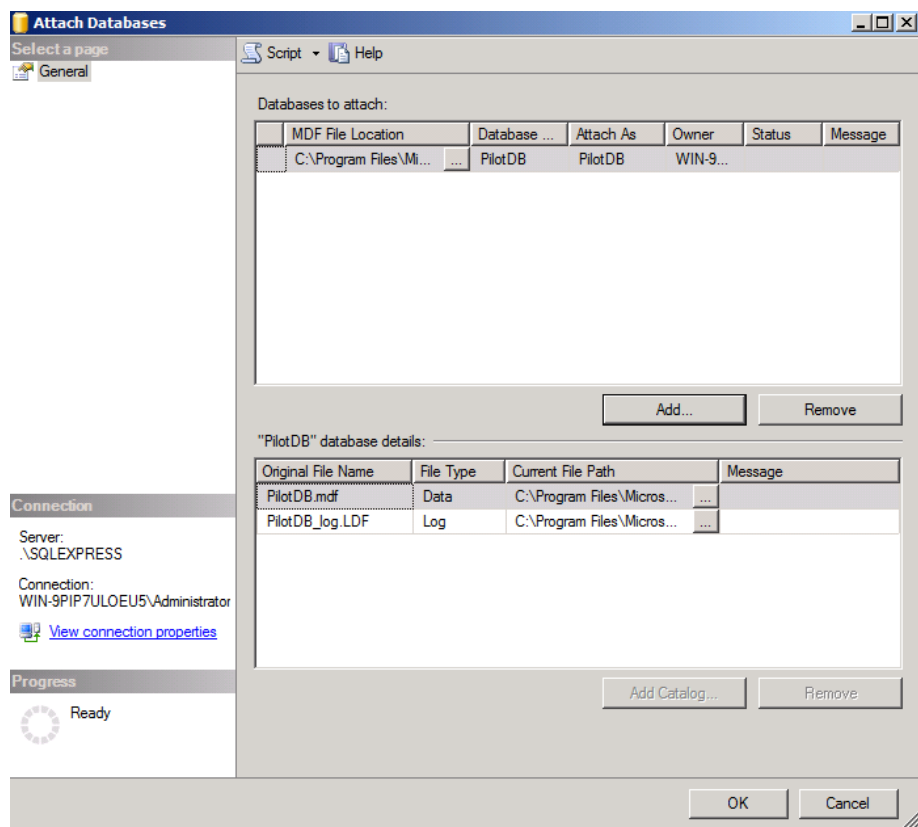 Attach Databases
Select a page
General
Script Help
Databases to attach:
MDF File Location Database ... Attach As Owner Status Message
C:\Program Files\Mi... ... PilotDB PilotDB WIN-9...
Add... Remove
"PilotDB" database details:
Original File Name File Type Current File Path Message
PilotDB.mdf Data C:\Program Files\Micros... ...
PilotDB_log.LDF Log C:\Program Files\Micros... ...
Add Catalog... Remove
Connection
Server:
.\SQLEXPRESS
Connection:
WIN-9PIP7ULOEU5\Administrator
View connection properties
Progress
Ready
OK Cancel